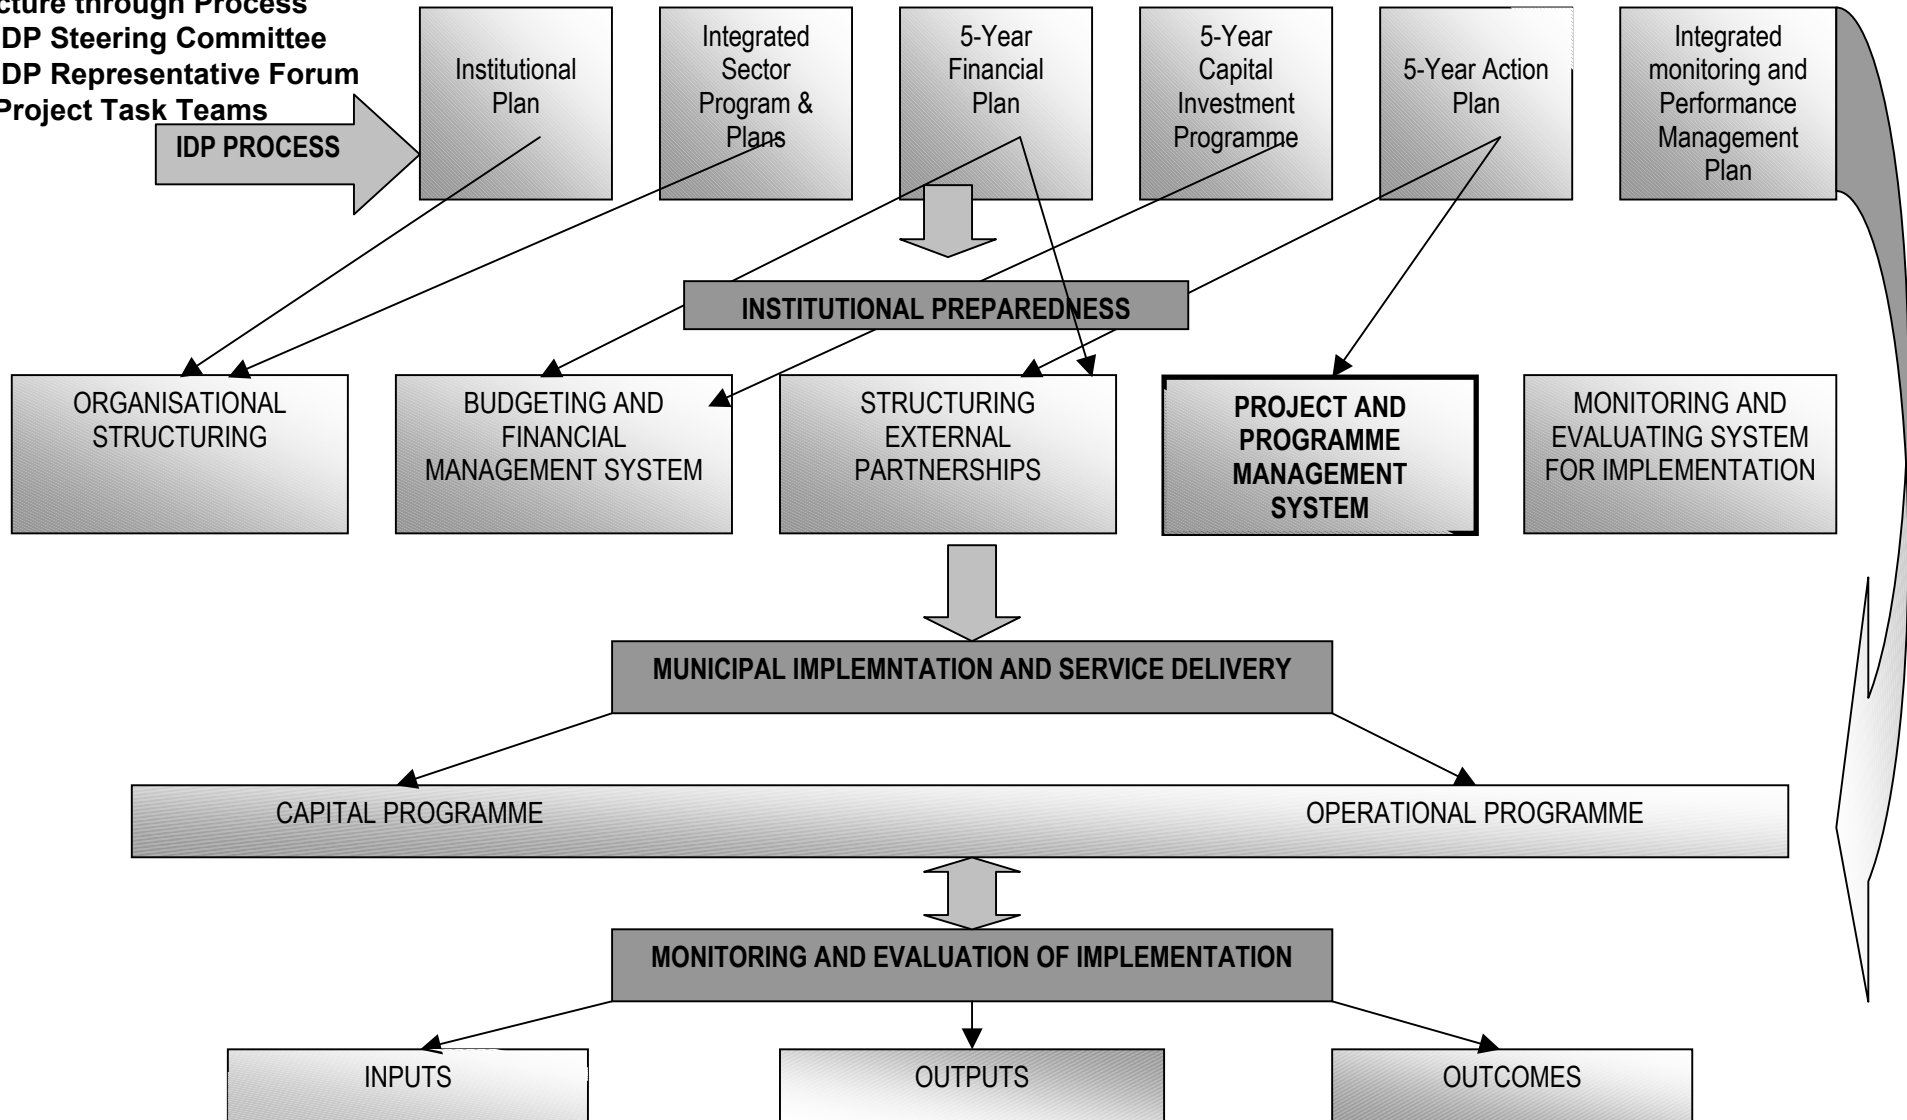 cture through Process
DP Steering Committee
DP Representative Forum
Project Task Teams
IDP PROCESS
Institutional
Plan
Integrated
Sector
Program &
Plans
5-Year
Financial
Plan
5-Year
Capital
Investment
Programme
5-Year Action
Plan
Integrated
monitoring and
Performance
Management
Plan
INSTITUTIONAL PREPAREDNESS
ORGANISATIONAL
STRUCTURING
BUDGETING AND
FINANCIAL
MANAGEMENT SYSTEM
STRUCTURING
EXTERNAL
PARTNERSHIPS
PROJECT AND
PROGRAMME
MANAGEMENT
SYSTEM
MONITORING AND
EVALUATING SYSTEM
FOR IMPLEMENTATION
MUNICIPAL IMPLEMNTATION AND SERVICE DELIVERY
CAPITAL PROGRAMME
OPERATIONAL PROGRAMME
MONITORING AND EVALUATION OF IMPLEMENTATION
INPUTS
OUTPUTS
OUTCOMES